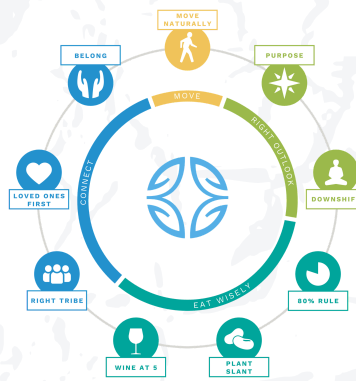 MOVE
NATURALLY
BELONG
PURPOSE
MOVE
RIGHT OUTLOOK
CONNECT
LOVED ONES
FIRST
DOWNSHIFT
RIGHT TRIBE
80% RULE
EAT WISELY
WINE AT 5
PLANT
SLANT